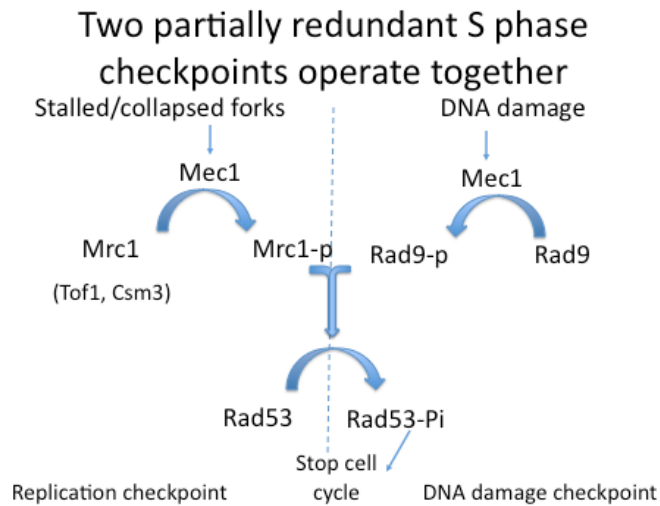 Two partially redundant S phase
checkpoints operate together
Stalled/collapsed forks
DNA damage
Mec1
Mec1
Mrc1
Mrc1-p
Rad9-p
Rad9
(Tof1, Csm3)
Rad53
Rad53-Pi
Stop cell
cycle
Replication checkpoint
DNA damage checkpoint